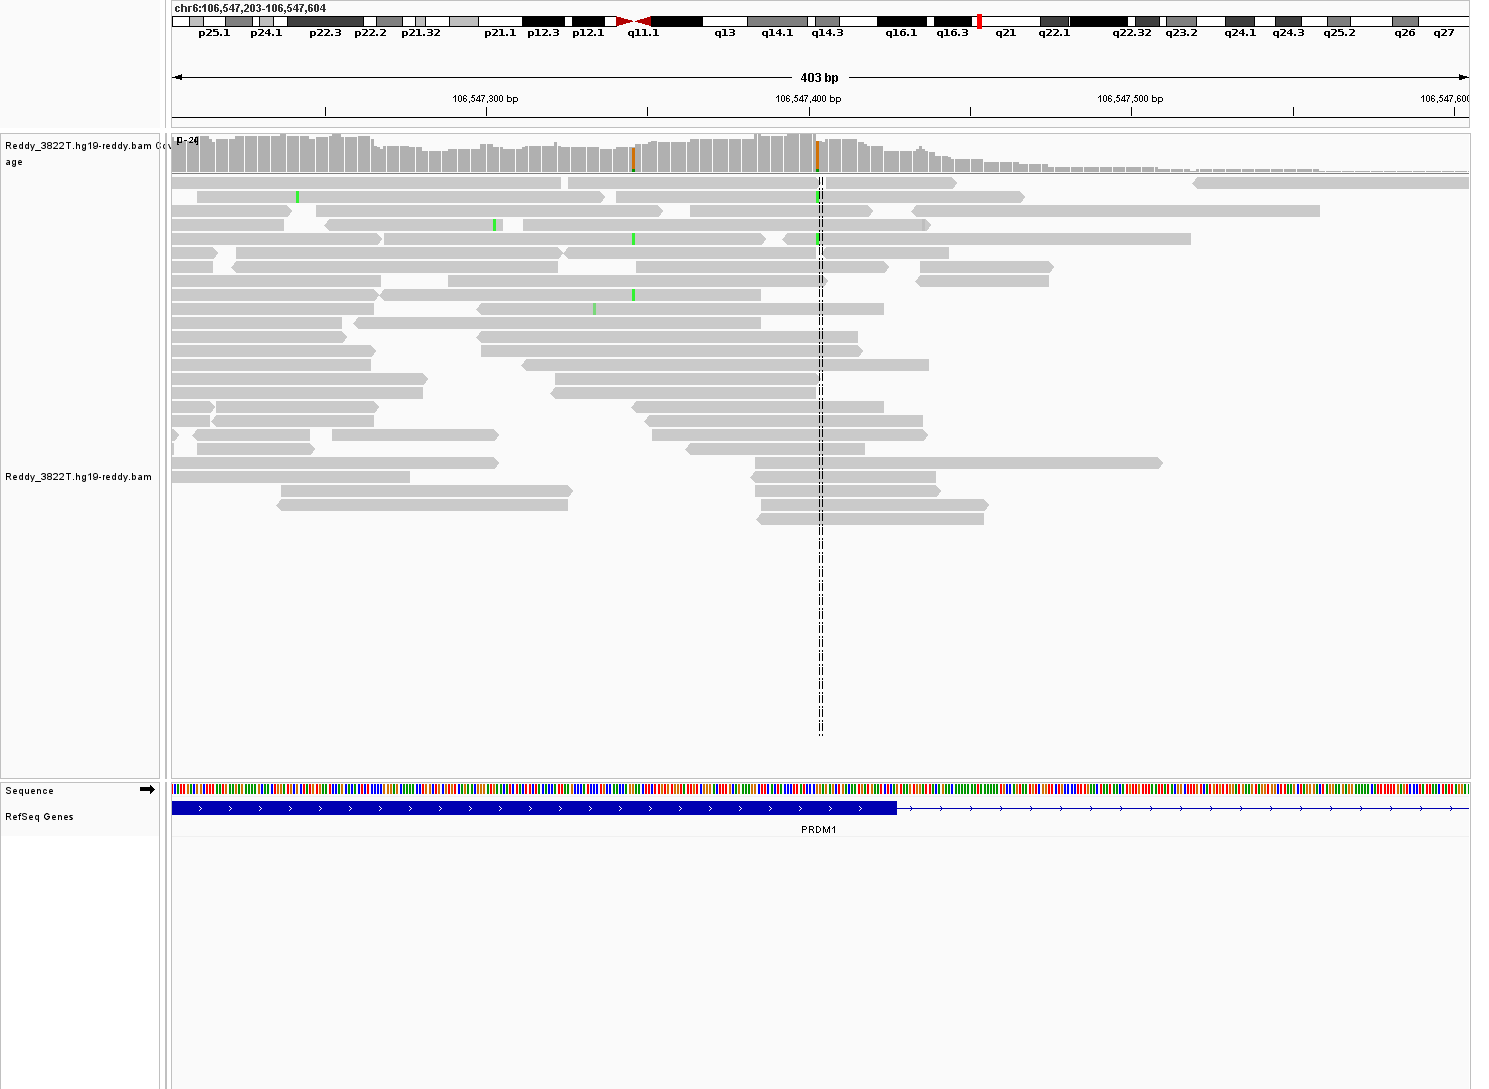 chr6:106,547,203-106,547,604
p25.1 p24.1 p22.3 p22.2 p21.32 p21.1 p12.3 p12.1 q11.1 q13 q14.1 q14.3 q16.1 q16.3 q21 q22.1 q22.32 q23.2 q24.1 q24.3 q25.2 q26 q27
403 bp
106,547,300 bp 106,547,400 bp 106,547,500 bp 106,547,600
Reddy_3822T.hg19-reddy.bam Cov
age
Reddy_3822T.hg19-reddy.bam
Sequence
RefSeq Genes
PRDM1